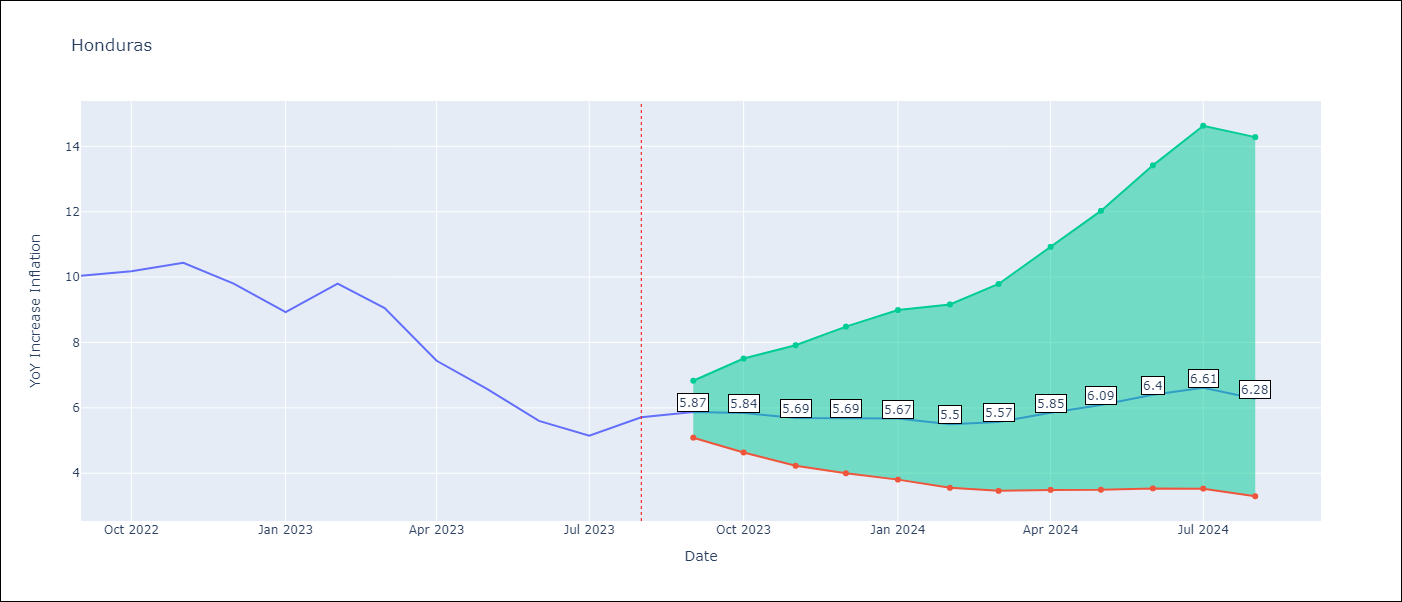 Honduras
YoY Increase Inflation
14
12
10
8
6
4
5.87
5.84
5.69
5.69
5.67
5.5
5.57
5.85
6.09
6.4
6.61
6.28
Oct 2022
Jan 2023
Apr 2023
Jul 2023
Oct 2023
Jan 2024
Apr 2024
Jul 2024
Date